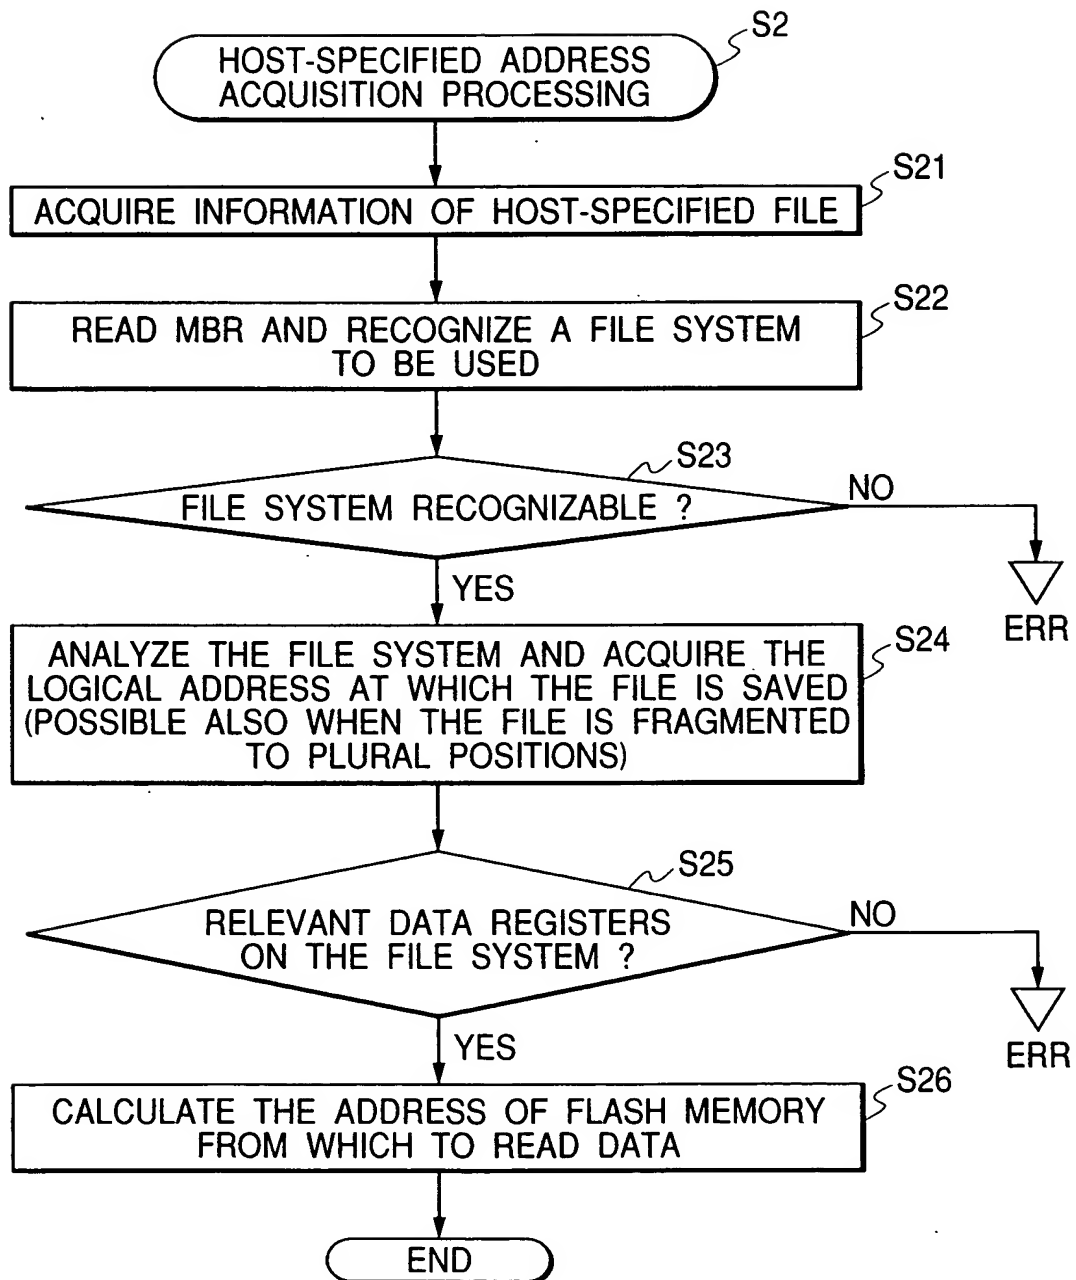 S2
HOST-SPECIFIED ADDRESS
ACQUISITION PROCESSING
S21
ACQUIRE INFORMATION OF HOST-SPECIFIED FILE
S22
READ MBR AND RECOGNIZE A FILE SYSTEM
TO BE USED
S23
FILE SYSTEM RECOGNIZABLE ?
NO
YES
ERR
S24
ANALYZE THE FILE SYSTEM AND ACQUIRE THE
LOGICAL ADDRESS AT WHICH THE FILE IS SAVED
(POSSIBLE ALSO WHEN THE FILE IS FRAGMENTED
TO PLURAL POSITIONS)
S25
RELEVANT DATA REGISTERS
ON THE FILE SYSTEM ?
NO
YES
ERR
S26
CALCULATE THE ADDRESS OF FLASH MEMORY
FROM WHICH TO READ DATA
END